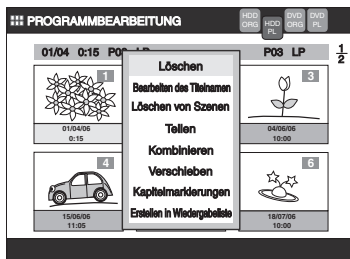 PROGRAMMBEARBEITUNG
HDD ORG
HDD PL
DVD ORG
DVD PL
01/04 0:15 P03 LP
1/2
1
Löschen
3
Bearbeiten des Titelnamen
Löschen von Szenen
01/04/06
0:15
Teilen
04/06/06
10:00
Kombinieren
4
Verschieben
6
Kapitelmarkierungen
Erstellen in Wiedergabeliste
15/06/06
11:05
18/07/06
10:00